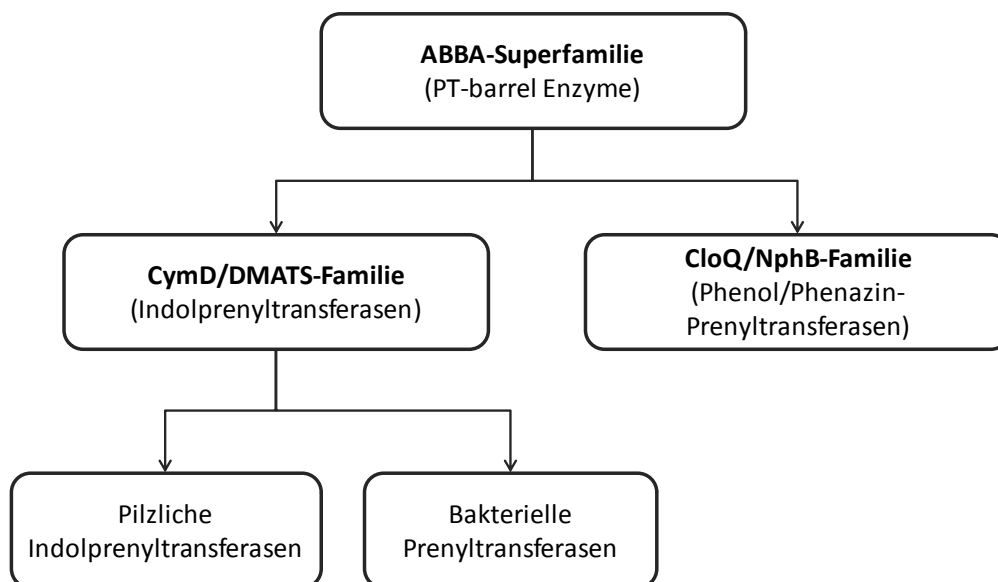 ABBA-Superfamilie
(PT-barrel Enzyme)
CymD/DMATS-Familie
(Indolprenyltransferasen)
CloQ/NphB-Familie
(Phenol/Phenazin-
Prenyltransferasen)
Pilzliche
Indolprenyltransferasen
Bakterielle
Prenyltransferasen